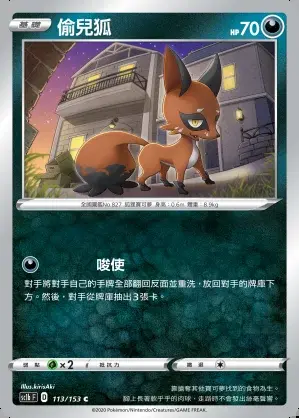 基礎 偷兒狐 HP70
全國圖鑑No.827 狐狸寶可夢 身高：0.6m 體重：8.9kg
唆使
對手將對手自己的手牌全部翻回反面並重洗，放回對手的牌庫下
方。然後，對手從牌庫抽出3張卡。
弱點 ×2 抵抗力 撤退
Illus.kirisAki
sc1b F 113/153 C
靠搶奪其他寶可夢找到的食物為生。
腳上長著軟乎乎的肉球，走路時不會發出絲毫聲響。
©2020 Pokémon/Nintendo/Creatures/GAME FREAK.